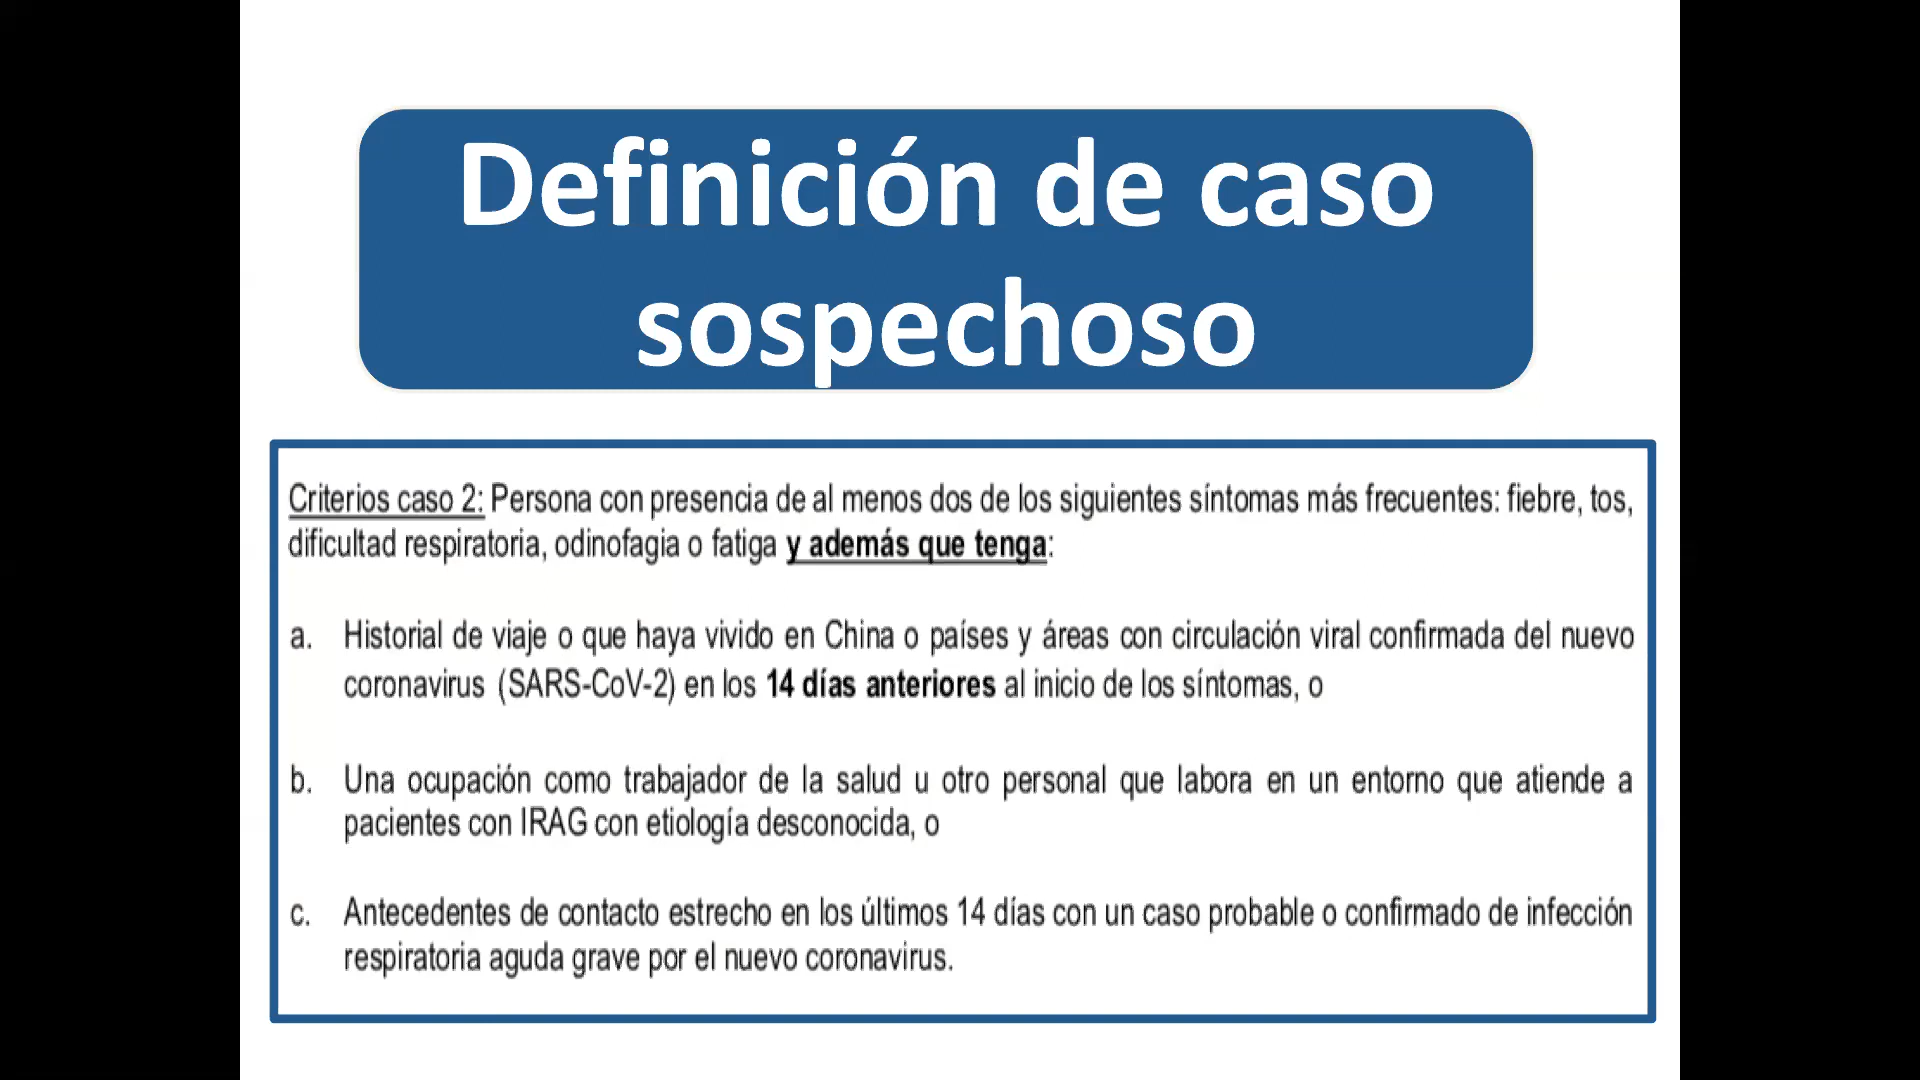 Definición de caso
sospechoso
Criterios caso 2: Persona con presencia de al menos dos de los siguientes síntomas más frecuentes: fiebre, tos,
dificultad respiratoria, odinofagia o fatiga y además que tenga:
a. Historial de viaje o que haya vivido en China o países y áreas con circulación viral confirmada del nuevo
coronavirus (SARS-CoV-2) en los 14 días anteriores al inicio de los síntomas, o
b. Una ocupación como trabajador de la salud u otro personal que labora en un entorno que atiende a
pacientes con IRAG con etiología desconocida, o
c. Antecedentes de contacto estrecho en los últimos 14 días con un caso probable o confirmado de infección
respiratoria aguda grave por el nuevo coronavirus.